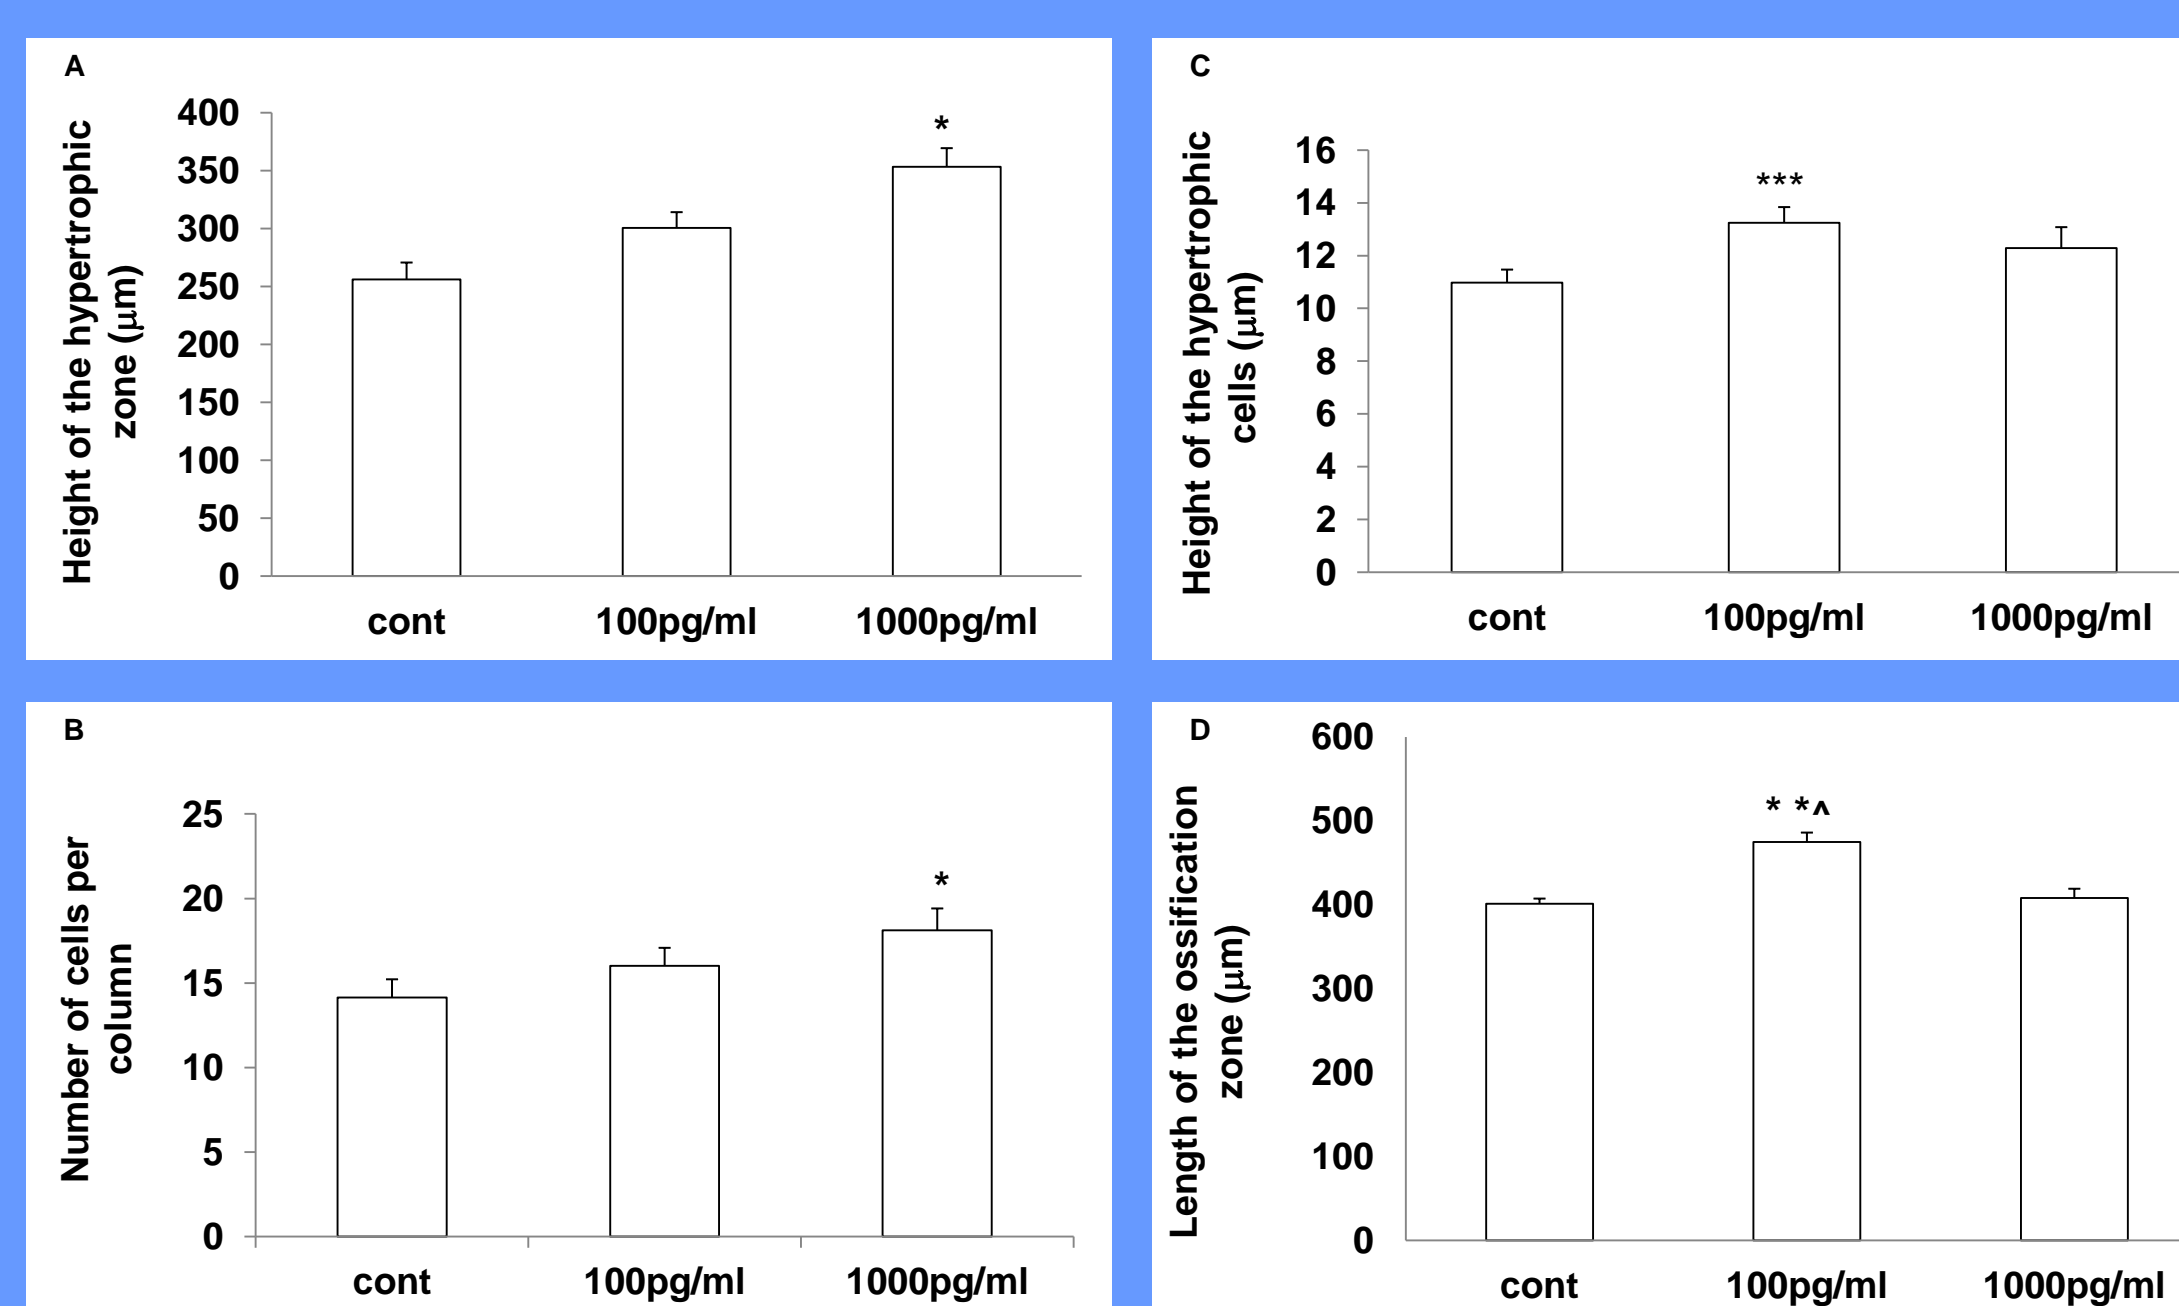 A
Height of the hypertrophic
zone (μm)
400
350
300
250
200
150
100
50
0
*
cont
100pg/ml
1000pg/ml
C
Height of the hypertrophic
cells (μm)
16
14
12
10
8
6
4
2
0
***
cont
100pg/ml
1000pg/ml
B
Number of cells per
column
25
20
15
10
5
0
*
cont
100pg/ml
1000pg/ml
D
Length of the ossification
zone (μm)
600
500
400
300
200
100
0
* *^
cont
100pg/ml
1000pg/ml